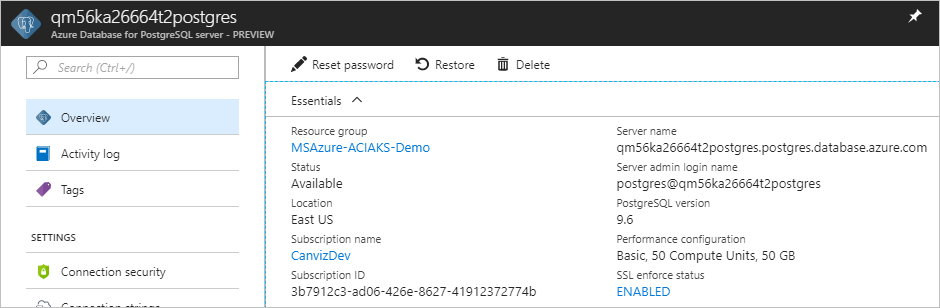 qm56ka26664t2postgres
Azure Database for PostgreSQL server - PREVIEW
Search (Ctrl+/)
Overview
Activity log
Tags
SETTINGS
Connection security
Connection strings
Reset password
Restore
Delete
Essentials
Resource group
MSAzure-ACIAKS-Demo
Status
Available
Location
East US
Subscription name
CanvizDev
Subscription ID
3b7912c3-ad06-426e-8627-41912372774b
Server name
qm56ka26664t2postgres.postgres.database.azure.com
Server admin login name
postgres@qm56ka26664t2postgres
PostgreSQL version
9.6
Performance configuration
Basic, 50 Compute Units, 50 GB
SSL enforce status
ENABLED